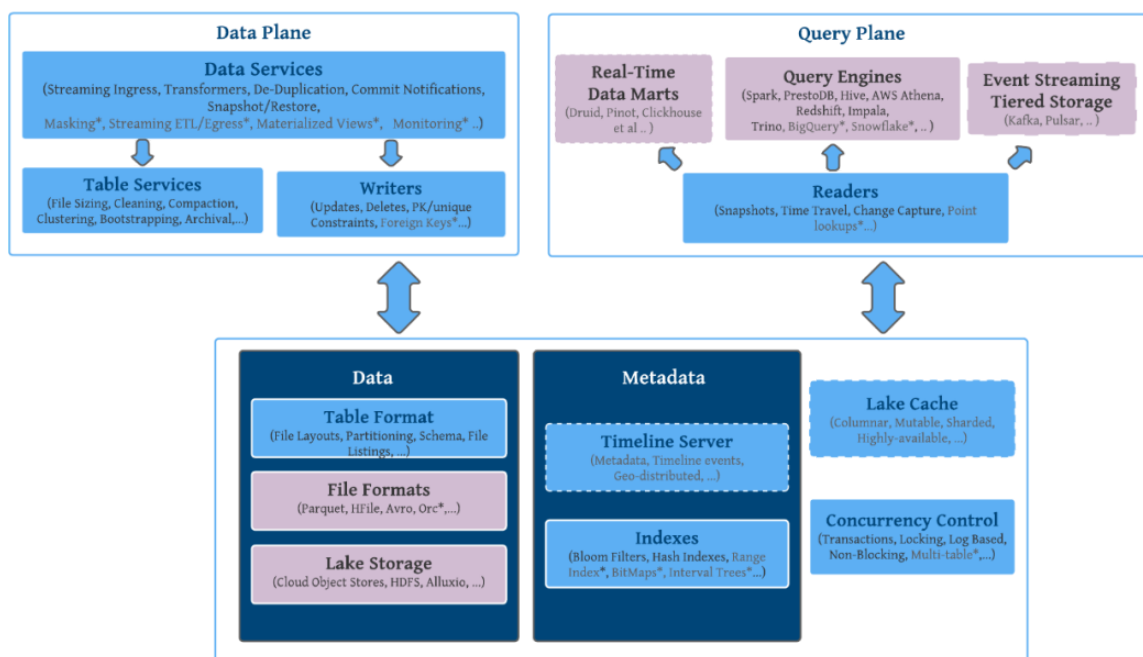 Data Plane
Data Services
(Streaming Ingress, Transformers, De-Duplication, Commit Notifications,
Snapshot/Restore,
Masking*, Streaming ETL/Egress*, Materialized Views*, Monitoring* ..)
Table Services
(File Sizing, Cleaning, Compaction,
Clustering, Bootstrapping, Archival,...)
Writers
(Updates, Deletes, PK/unique
Constraints, Foreign Keys*...)
Query Plane
Real-Time
Data Marts
(Druid, Pinot, Clickhouse
et al .. )
Query Engines
(Spark, PrestoDB, Hive, AWS Athena,
Redshift, Impala,
Trino, BigQuery*, Snowflake*, .. )
Event Streaming
Tiered Storage
(Kafka, Pulsar, .. )
Readers
(Snapshots, Time Travel, Change Capture, Point
lookups*...)
Data
Table Format
(File Layouts, Partitioning, Schema, File
Listings, ...)
File Formats
(Parquet, HFile, Avro, Orc*,...)
Lake Storage
(Cloud Object Stores, HDFS, Alluxio, ...)
Metadata
Timeline Server
(Metadata, Timeline events,
Geo-distributed, ...)
Indexes
(Bloom Filters, Hash Indexes, Range
Index*, BitMaps*, Interval Trees*...)
Lake Cache
(Columnar, Mutable, Sharded,
Highly-available, ...)
Concurrency Control
(Transactions, Locking, Log Based,
Non-Blocking, Multi-table*,...)